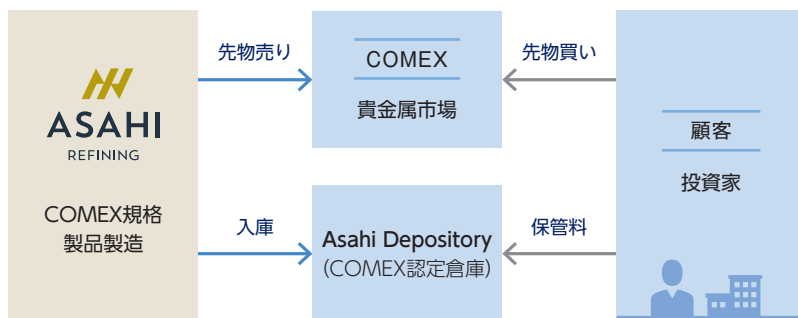 ASAHI
REFINING
COMEX規格
製品製造
先物売り
入庫
COMEX
貴金属市場
Asahi Depository
(COMEX認定倉庫)
先物買い
保管料
顧客
投資家